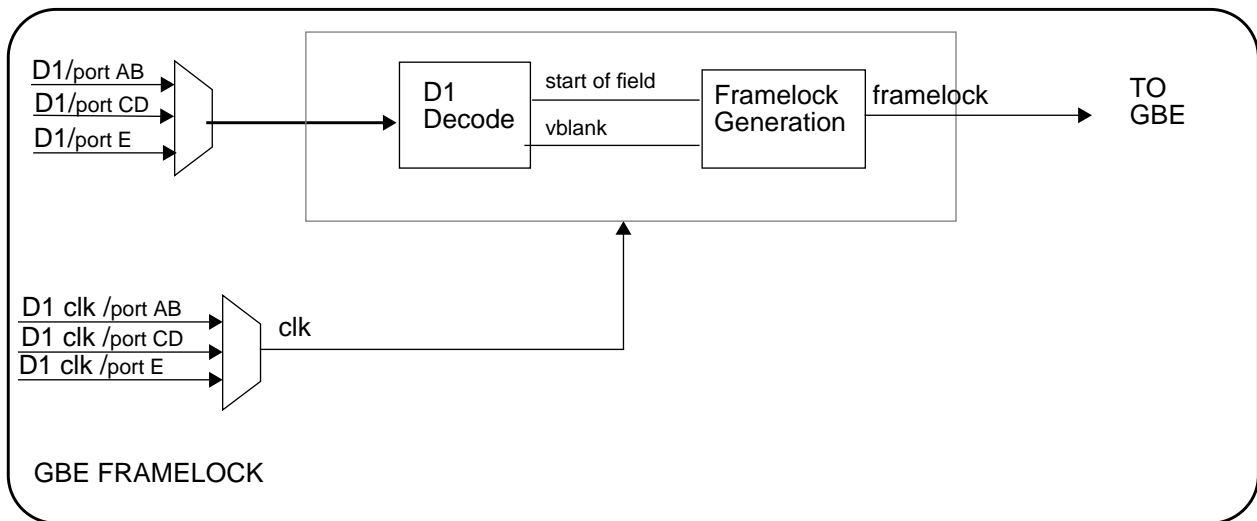 D1/port AB
D1/port CD
D1/port E
D1
Decode
start of field
vblank
Framelock
Generation
framelock
TO
GBE
D1 clk /port AB
D1 clk /port CD
D1 clk /port E
clk
GBE FRAMELOCK